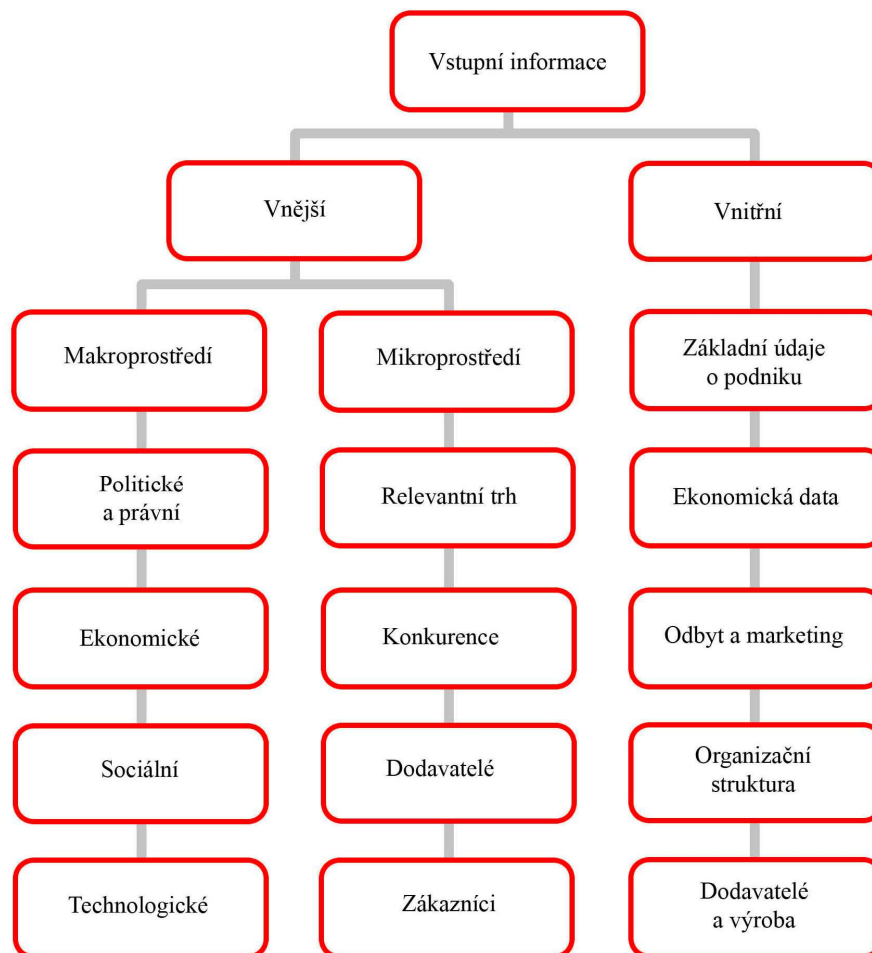 Vstupní informace
Vnější
Vnitřní
Makroprostředí
Mikroprostředí
Základní údaje
o podniku
Politické
a právní
Relevantní trh
Ekonomická data
Ekonomické
Konkurence
Odbyt a marketing
Sociální
Dodavatelé
Organizační
struktura
Technologické
Zákazníci
Dodavatelé
a výroba